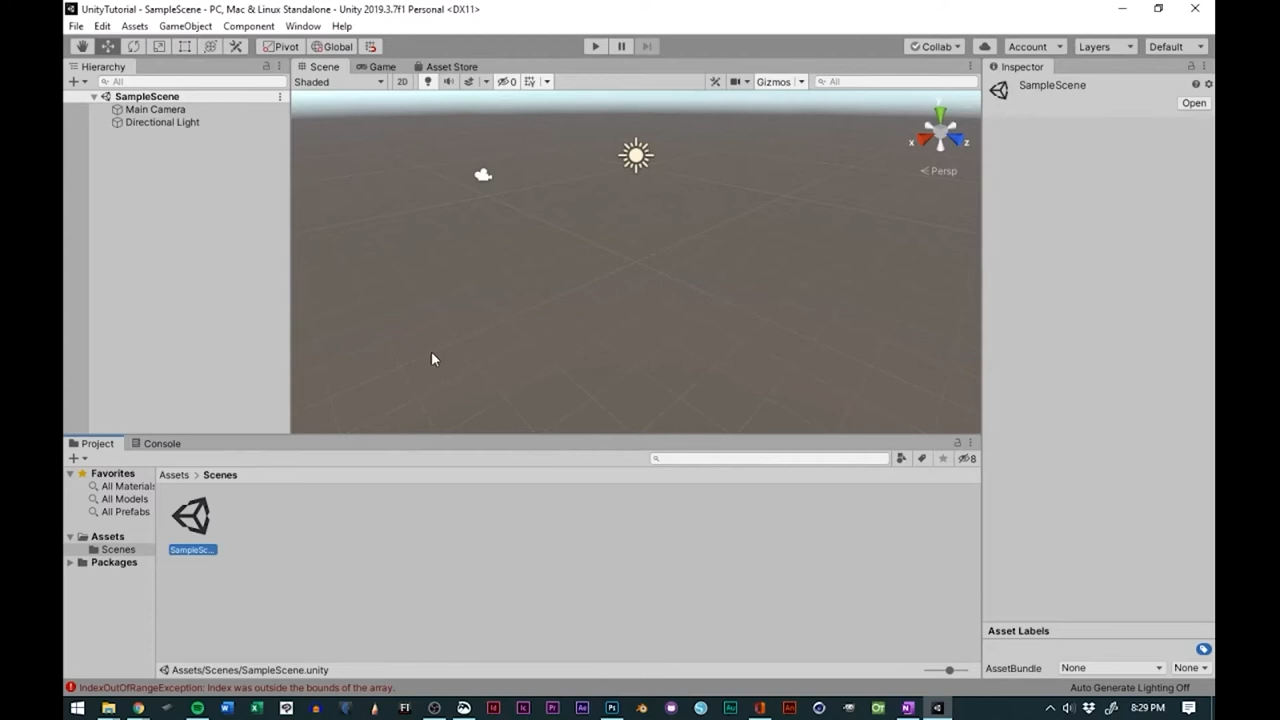 UnityTutorial - SampleScene - PC, Mac & Linux Standalone - Unity 2019.3.7f1 Personal <DX11>
File Edit Assets GameObject Component Window Help
Pivot Global Collab Account Layers Default
Hierarchy
All
SampleScene
Main Camera
Directional Light
Scene Game Asset Store
Shaded 2D 0 Gizmos All
y
x z
Persp
Inspector
SampleScene
Open
Project Console
8
Favorites
All Materials
All Models
All Prefabs
Assets
Scenes
Packages
Assets > Scenes
SampleSc...
Assets/Scenes/SampleScene.unity
Asset Labels
AssetBundle None None
IndexOutOfRangeException: Index was outside the bounds of the array.
Auto Generate Lighting Off
8:29 PM